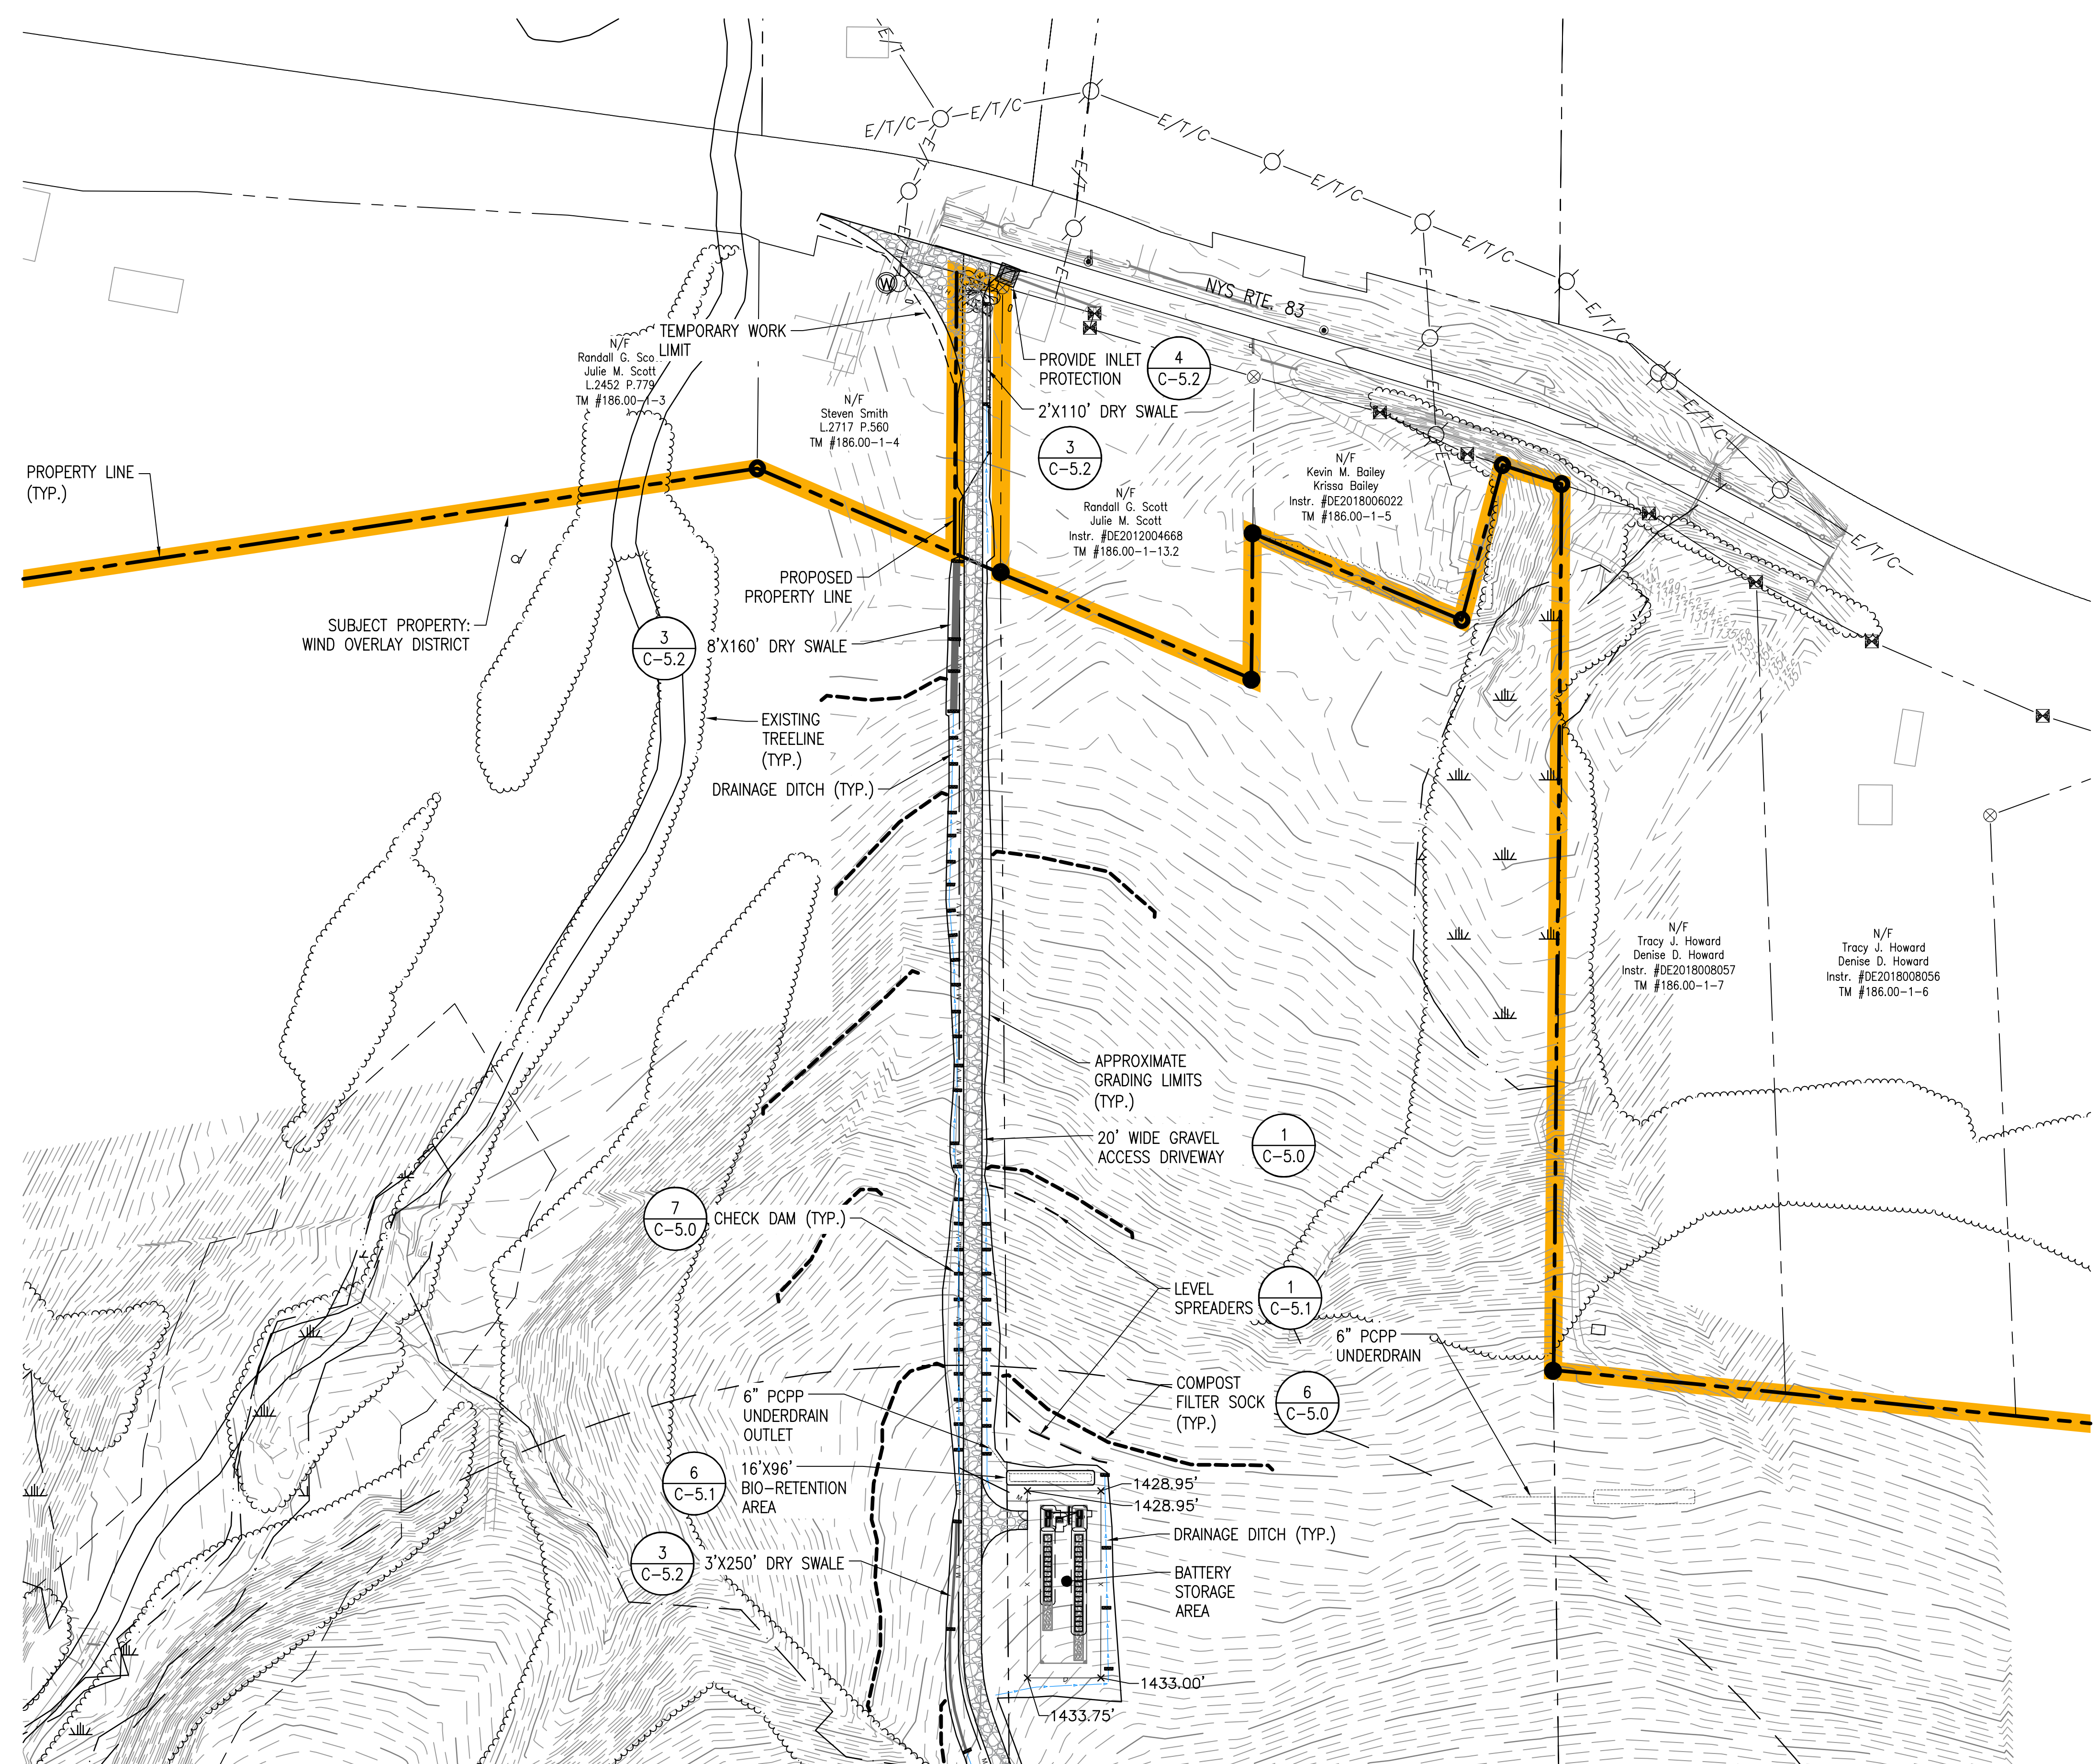 E/T
E/T/C
E/T/C
E/T/C
E/T/C
E/T/C
E/T/C
E/T/C
E/T/C
E/T
E
E
E
E
E
E
E
NYS RTE. 83
W
TEMPORARY WORK
LIMIT
N/F
Randall G. Sco
Julie M. Scott
L.2452 P.779
TM #186.00-1-3
N/F
Steven Smith
L.2717 P.560
TM #186.00-1-4
PROVIDE INLET
PROTECTION
4
C-5.2
2'X110' DRY SWALE
3
C-5.2
N/F
Randall G. Scott
Julie M. Scott
Instr. #DE2012004668
TM #186.00-1-13.2
N/F
Kevin M. Bailey
Krissa Bailey
Instr. #DE2018006022
TM #186.00-1-5
PROPERTY LINE
(TYP.)
PROPOSED
PROPERTY LINE
SUBJECT PROPERTY:
WIND OVERLAY DISTRICT
3
C-5.2
8'X160' DRY SWALE
EXISTING
TREELINE
(TYP.)
DRAINAGE DITCH (TYP.)
N/F
Tracy J. Howard
Denise D. Howard
Instr. #DE2018008057
TM #186.00-1-7
N/F
Tracy J. Howard
Denise D. Howard
Instr. #DE2018008056
TM #186.00-1-6
APPROXIMATE
GRADING LIMITS
(TYP.)
20' WIDE GRAVEL
ACCESS DRIVEWAY
1
C-5.0
7
C-5.0
CHECK DAM (TYP.)
LEVEL
SPREADERS
1
C-5.1
6" PCPP
UNDERDRAIN
COMPOST
FILTER SOCK
(TYP.)
6
C-5.0
6" PCPP
UNDERDRAIN
OUTLET
6
C-5.1
16'X96'
BIO-RETENTION
AREA
1428.95'
1428.95'
DRAINAGE DITCH (TYP.)
3
C-5.2
3'X250' DRY SWALE
BATTERY
STORAGE
AREA
1433.00'
1433.75'